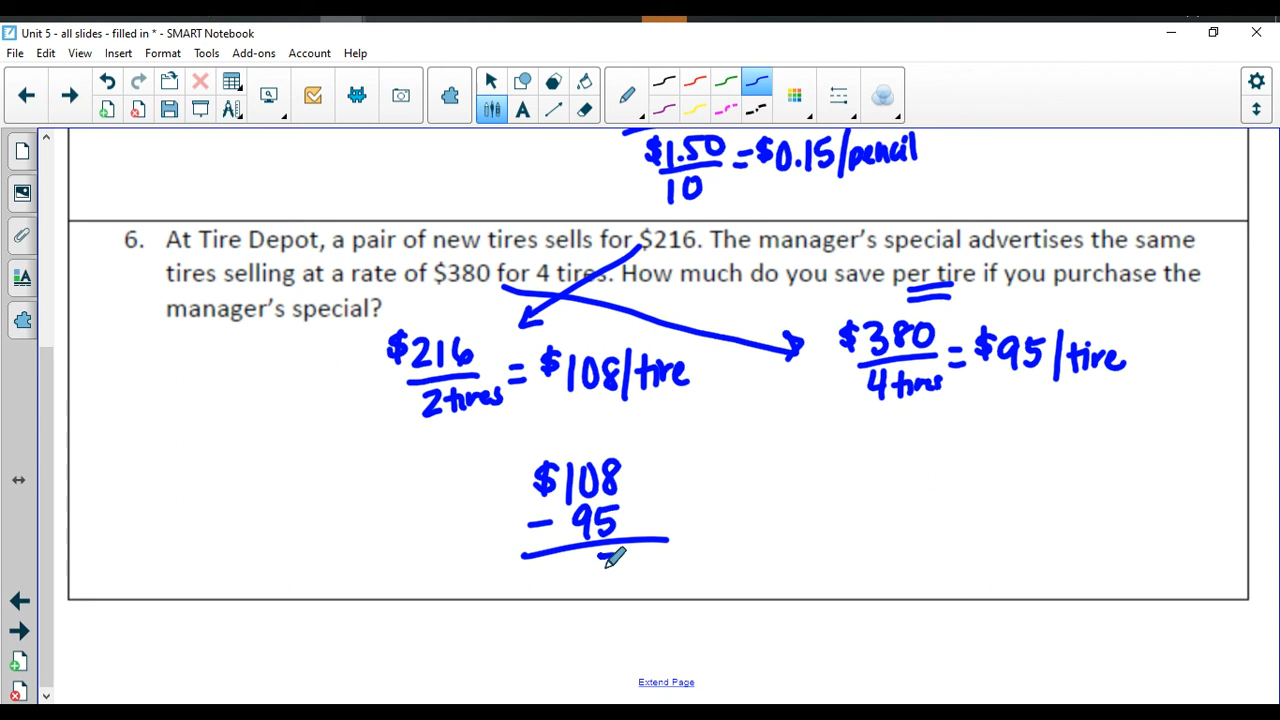 Unit 5 - all slides - filled in * - SMART Notebook
File Edit View Insert Format Tools Add-ons Account Help
$1.50
10
= $0.15/pencil
6. At Tire Depot, a pair of new tires sells for $216. The manager's special advertises the same
tires selling at a rate of $380 for 4 tires. How much do you save per tire if you purchase the
manager's special?
$216
2 tires
= $108/tire
$380
4 tires
= $95/tire
$108
- 95
Extend Page